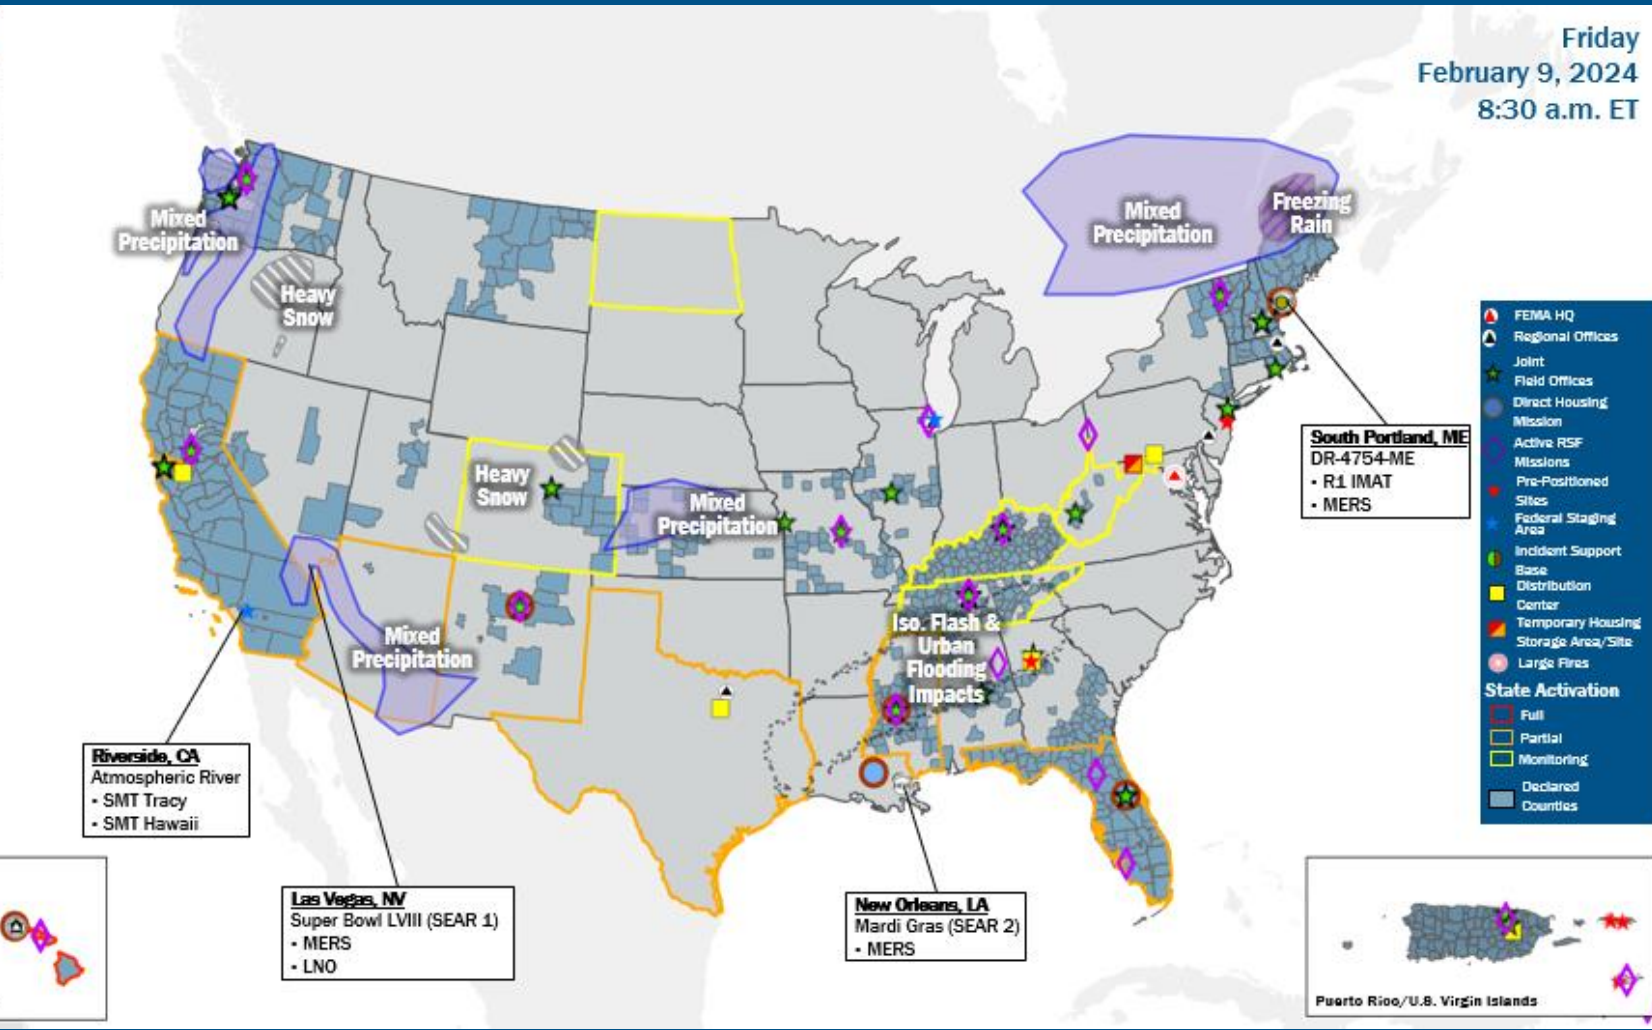 Friday
February 9, 2024
8:30 a.m. ET
Mixed
Precipitation
Heavy
Snow
Mixed
Precipitation
Freezing
Rain
Heavy
Snow
Mixed
Precipitation
Mixed
Precipitation
Iso. Flash &
Urban
Flooding
Impacts
South Portland, ME
DR-4754-ME
• R1 IMAT
• MERS
Riverside, CA
Atmospheric River
• SMT Tracy
• SMT Hawaii
Las Vegas, NV
Super Bowl LVIII (SEAR 1)
• MERS
• LNO
New Orleans, LA
Mardi Gras (SEAR 2)
• MERS
FEMA HQ
Regional Offices
Joint
Field Offices
Direct Housing
Mission
Active RSF
Missions
Pre-Positioned
Sites
Federal Staging
Area
Incident Support
Base
Distribution
Center
Temporary Housing
Storage Area/Site
Large Fires
State Activation
Full
Partial
Monitoring
Declared
Counties
Puerto Rico/U.S. Virgin Islands